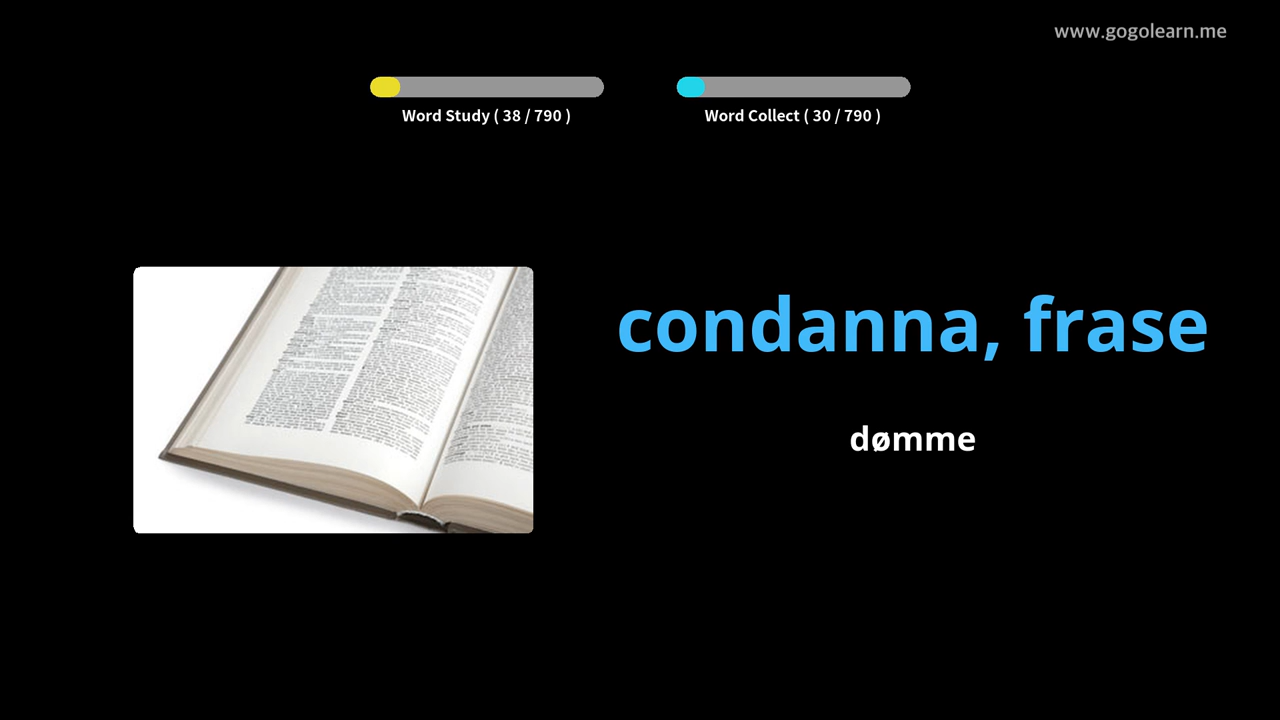 www.gogolearn.me
Word Study ( 38 / 790 )
Word Collect ( 30 / 790 )
condanna, frase
dømme